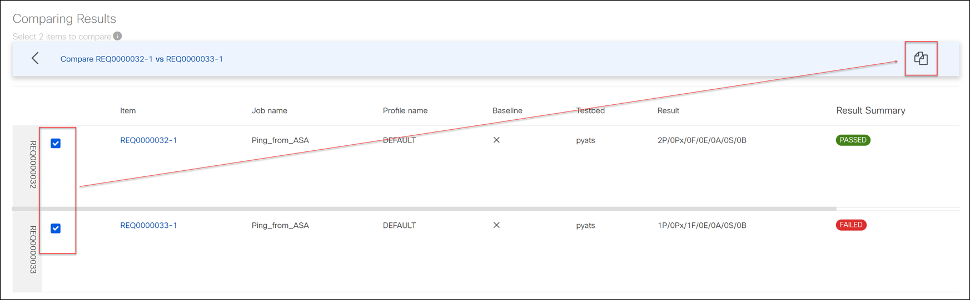 Comparing Results
Select 2 items to compare
Compare REQ0000032-1 vs REQ0000033-1
Item Job name Profile name Baseline Testbed Result Result Summary
REQ0000032
REQ0000032-1 Ping_from_ASA DEFAULT pyats 2P/0Px/0F/0E/0A/0S/0B PASSED
REQ0000033
REQ0000033-1 Ping_from_ASA DEFAULT pyats 1P/0Px/1F/0E/0A/0S/0B FAILED